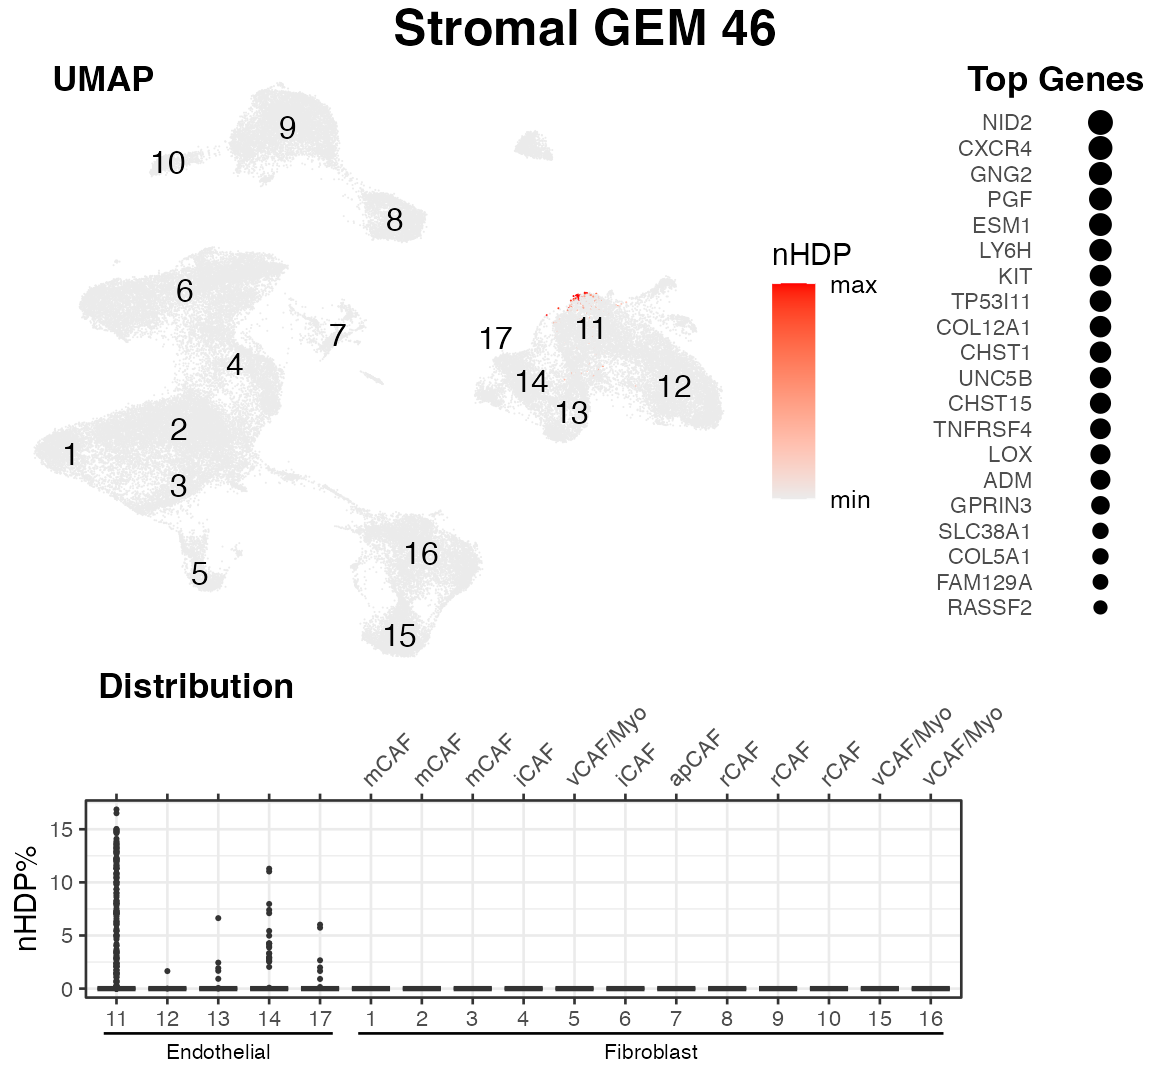 Stromal GEM 46
UMAP
9
10
8
6
7
4
2
1
3
5
16
15
17
11
14
12
13
nHDP
max
min
Top Genes
NID2
CXCR4
GNG2
PGF
ESM1
LY6H
KIT
TP53I11
COL12A1
CHST1
UNC5B
CHST15
TNFRSF4
LOX
ADM
GPRIN3
SLC38A1
COL5A1
FAM129A
RASSF2
Distribution
mCAF mCAF mCAF iCAF vCAF/Myo iCAF apCAF rCAF rCAF rCAF vCAF/Myo vCAF/Myo
nHDP%
15
10
5
0
11 12 13 14 17 1 2 3 4 5 6 7 8 9 10 15 16
Endothelial Fibroblast